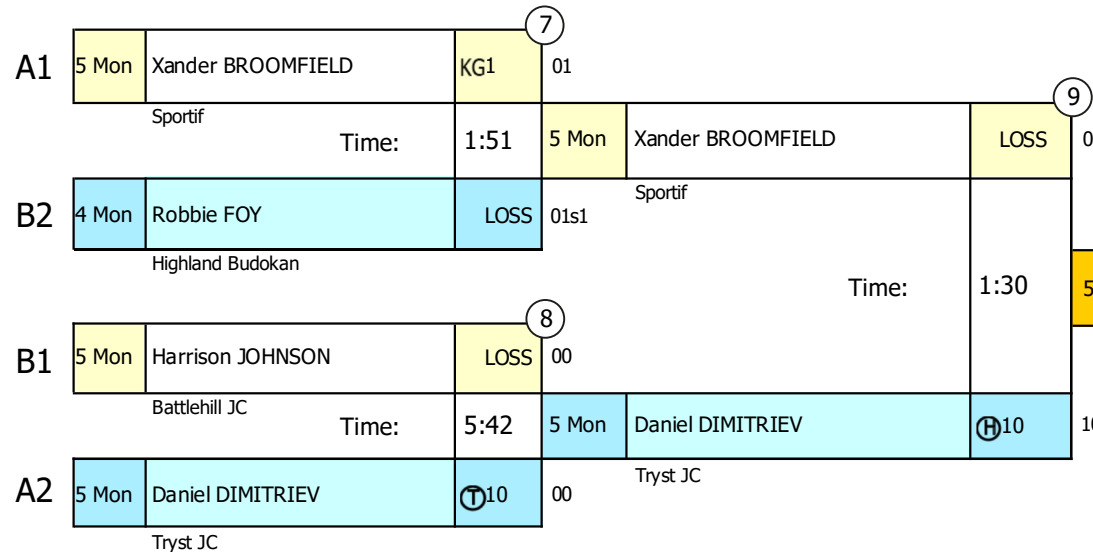 7
A1 5 Mon Xander BROOMFIELD KG1 01
Sportif
9
Time: 1:51 5 Mon Xander BROOMFIELD LOSS 0
Sportif
B2 4 Mon Robbie FOY LOSS 01s1
Highland Budokan
Time: 1:30 5
8
B1 5 Mon Harrison JOHNSON LOSS 00
Battlehill JC
Time: 5:42 5 Mon Daniel DIMITRIEV H10 10
Tryst JC
A2 5 Mon Daniel DIMITRIEV T10 00
Tryst JC